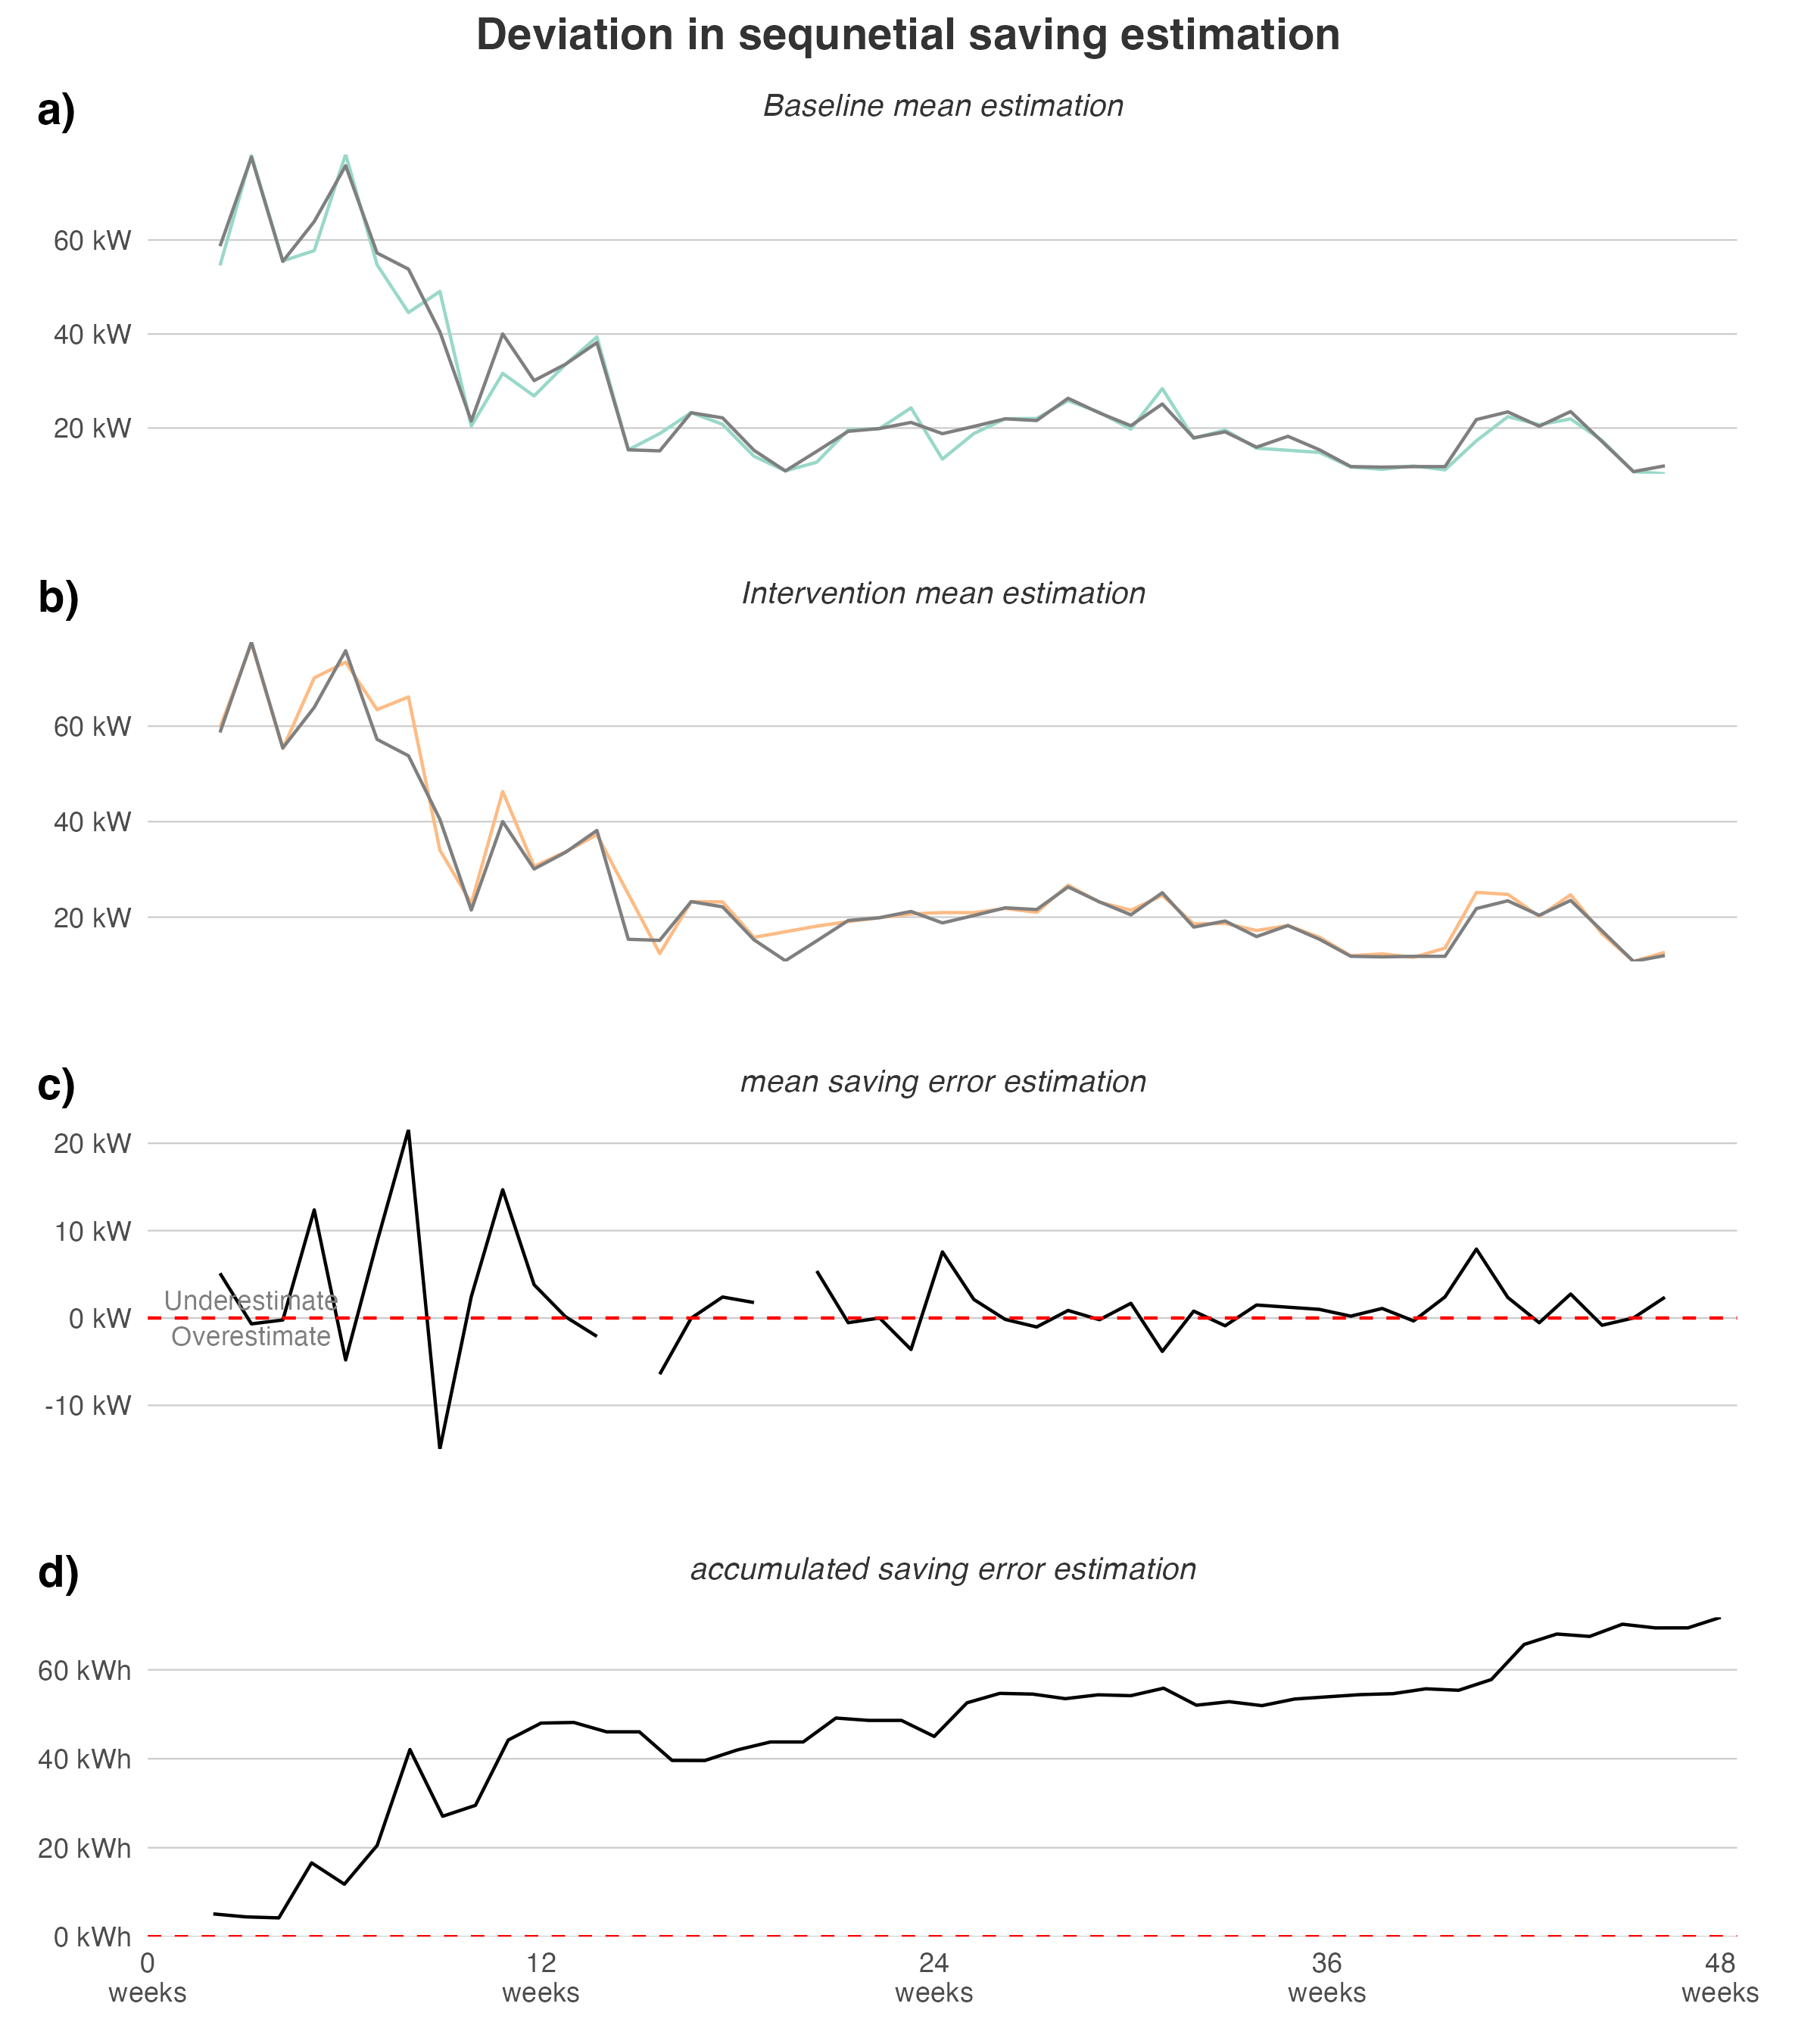 Deviation in sequnetial saving estimation
a)
Baseline mean estimation
60 kW
40 kW
20 kW
b)
Intervention mean estimation
60 kW
40 kW
20 kW
c)
mean saving error estimation
20 kW
10 kW
Underestimate
0 kW
Overestimate
-10 kW
d)
accumulated saving error estimation
60 kWh
40 kWh
20 kWh
0 kWh
0 12 24 36 48
weeks weeks weeks weeks weeks